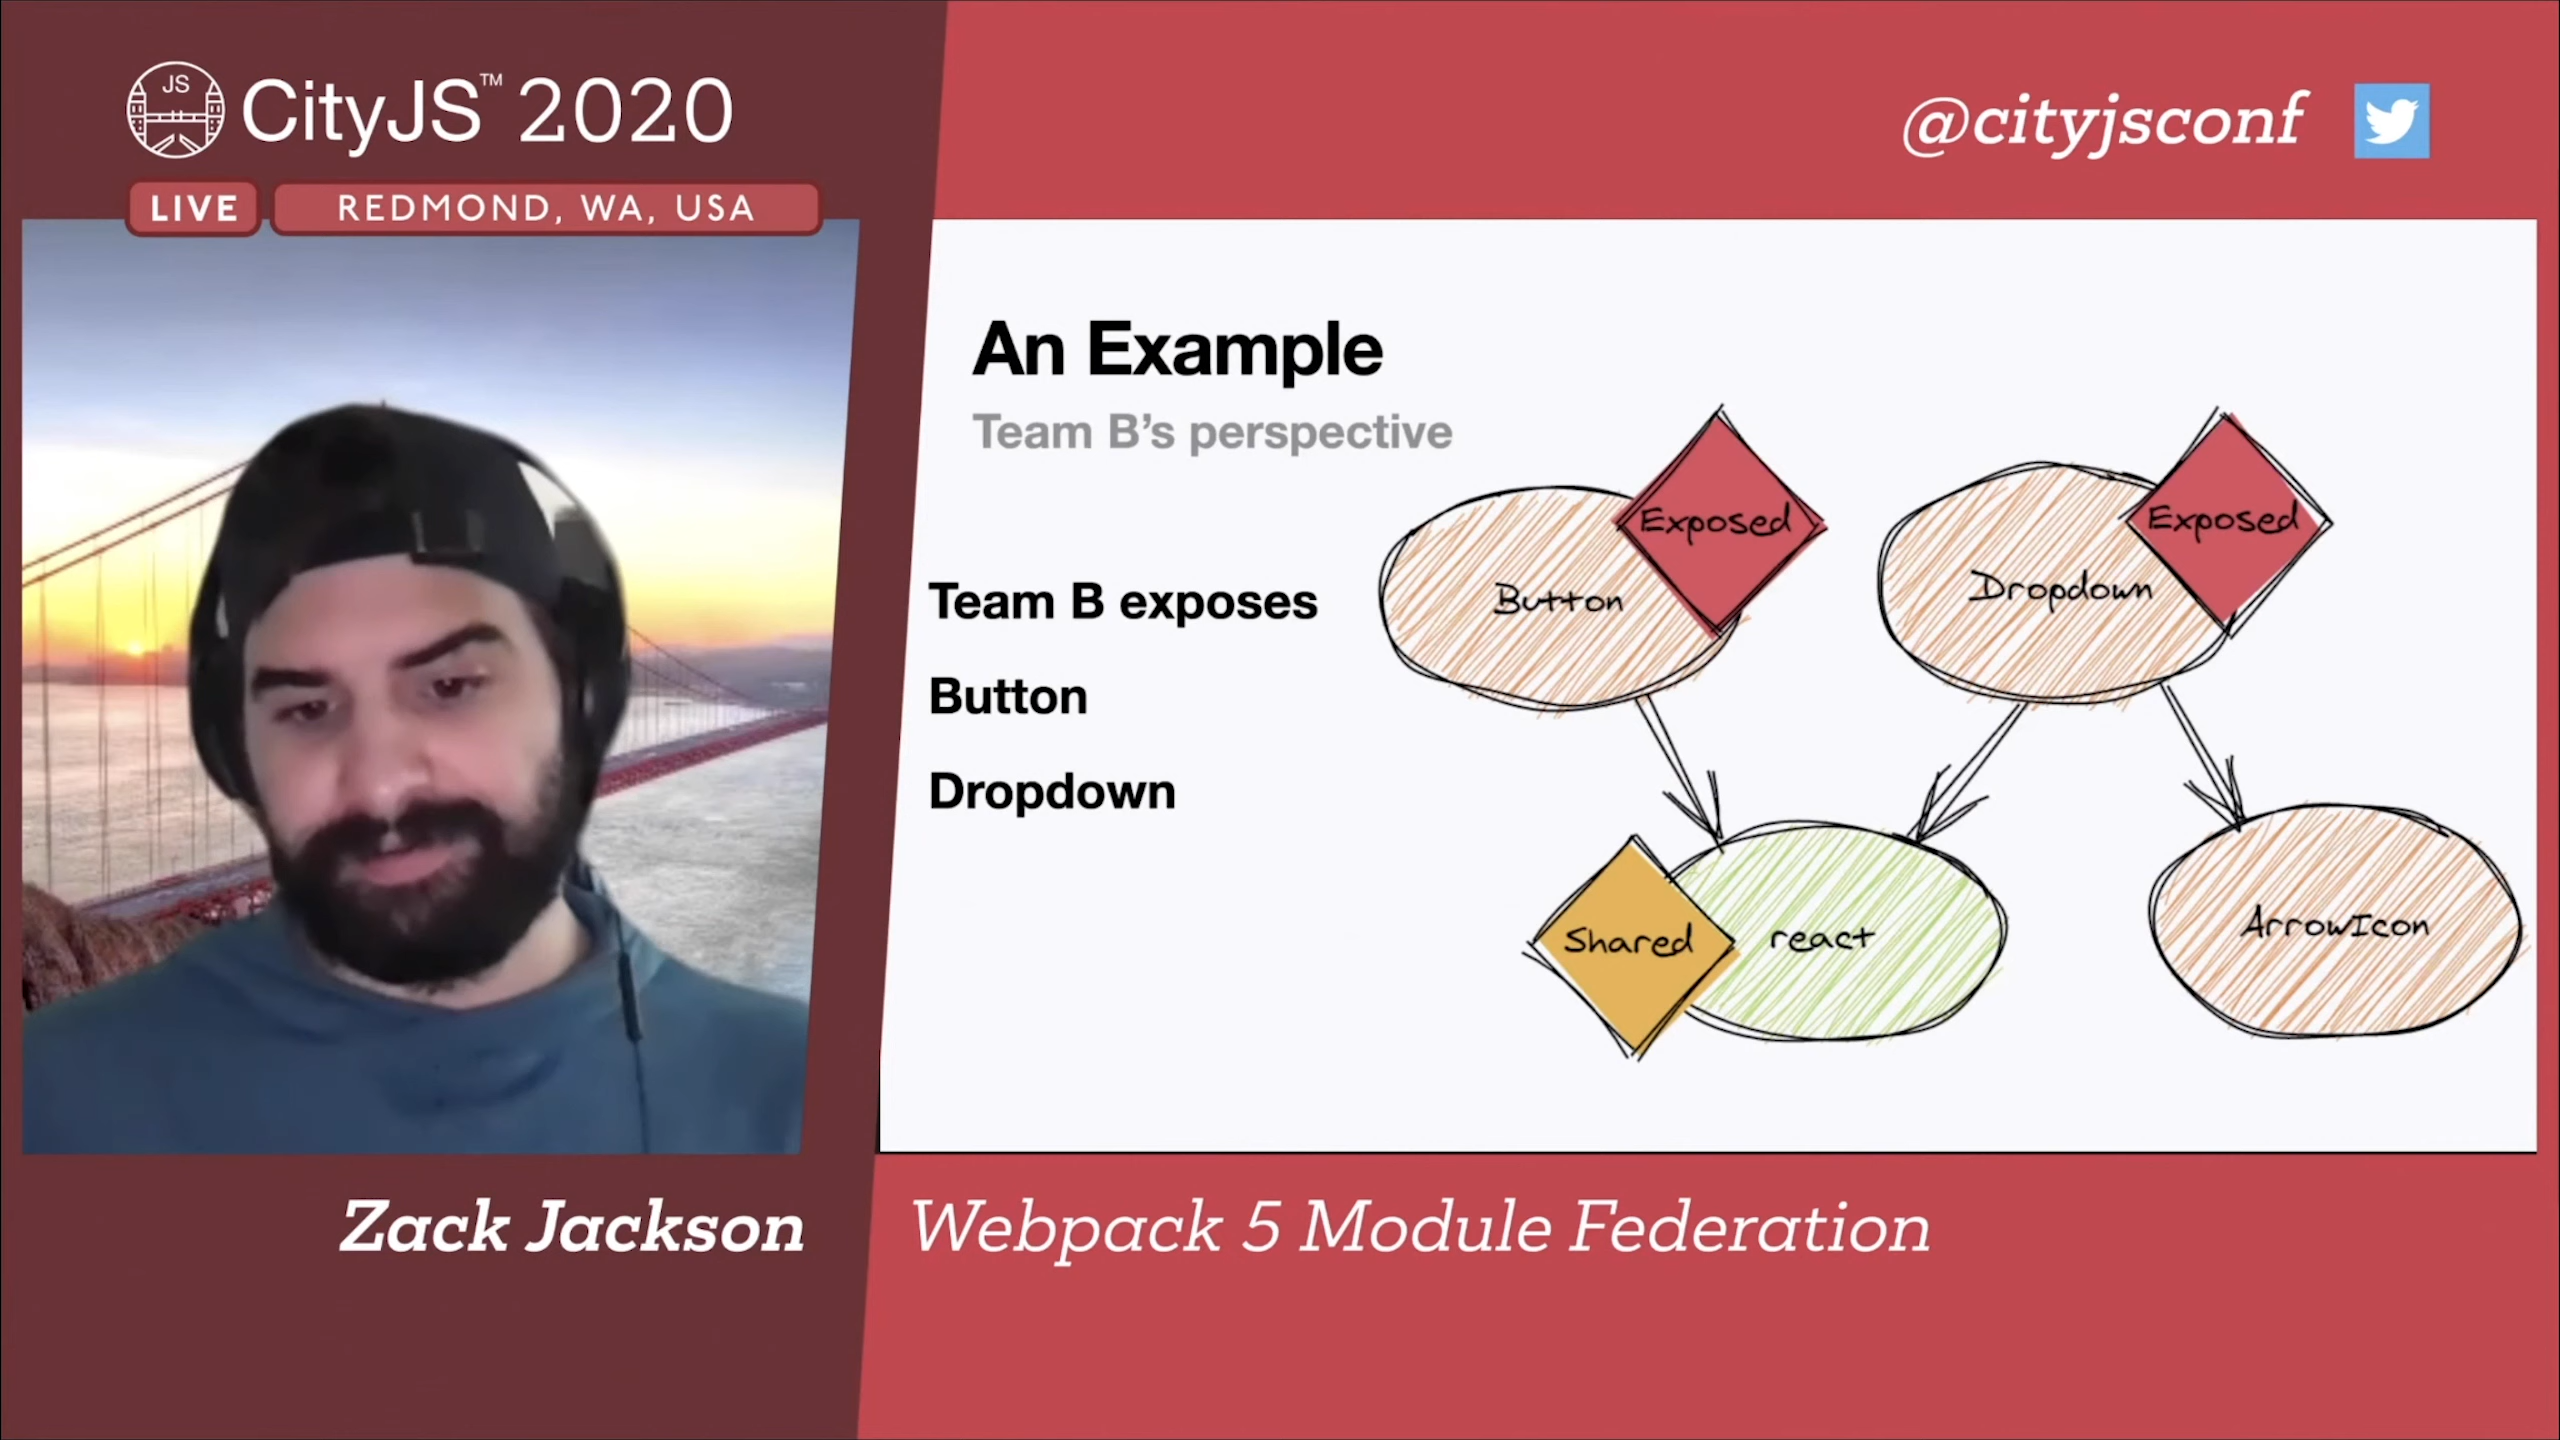 JS
CityJS™ 2020
@cityjsconf
LIVE
REDMOND, WA, USA
An Example
Team B's perspective
Team B exposes
Button
Dropdown
Button
Exposed
Dropdown
Exposed
Shared
react
ArrowIcon
Zack Jackson
Webpack 5 Module Federation